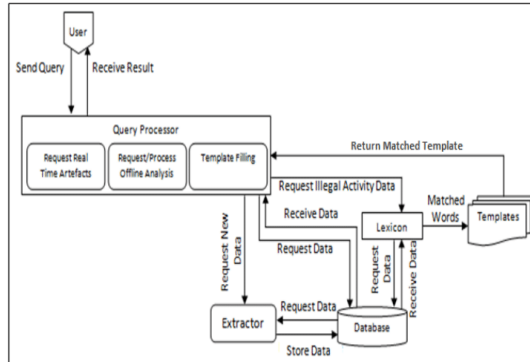 User
Send Query
Receive Result
Query Processor
Request Real
Time Artefacts
Request/Process
Offline Analysis
Template Filling
Return Matched Template
Request Illegal Activity Data
Matched
Words
Templates
Lexicon
Receive Data
Request Data
Request New
Data
Request
Data
Receive Data
Request Data
Extractor
Database
Store Data